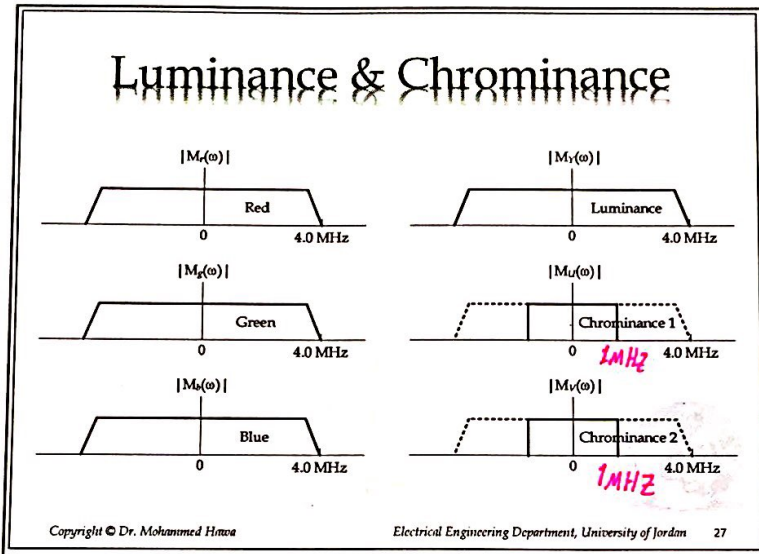 Luminance & Chrominance
|Mr(ω)|
Red
0 4.0 MHz
|Mg(ω)|
Green
0 4.0 MHz
|Mb(ω)|
Blue
0 4.0 MHz
|MY(ω)|
Luminance
0 4.0 MHz
|MU(ω)|
Chrominance 1
0 4.0 MHz
1MHz
|MV(ω)|
Chrominance 2
0 4.0 MHz
1MHZ
Copyright © Dr. Mohammed Hawa Electrical Engineering Department, University of Jordan 27